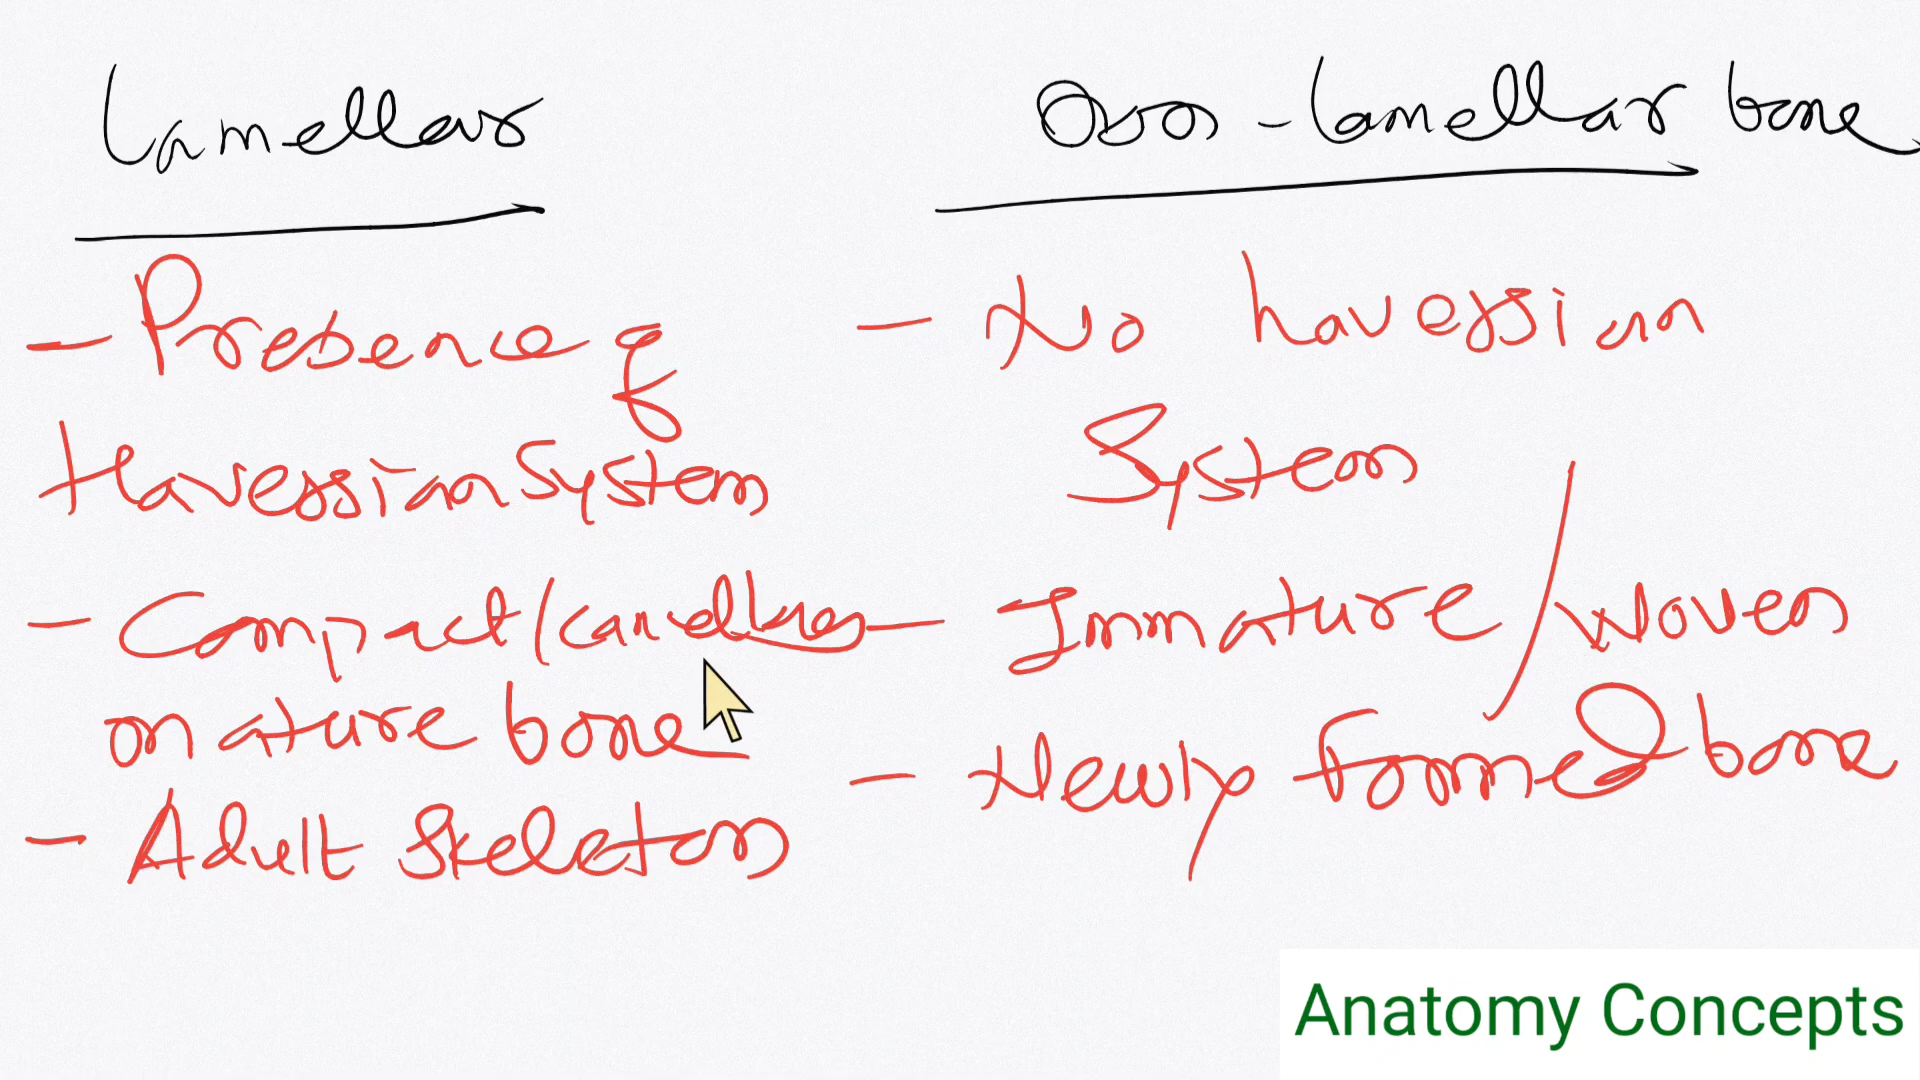 Lamellar
- Presence of
Haversian System
- Compact/Cancellous
mature bone
- Adult Skeleton
Non-lamellar bone
- No haversian
System
- Immature/Woven
- Newly formed bone
Anatomy Concepts